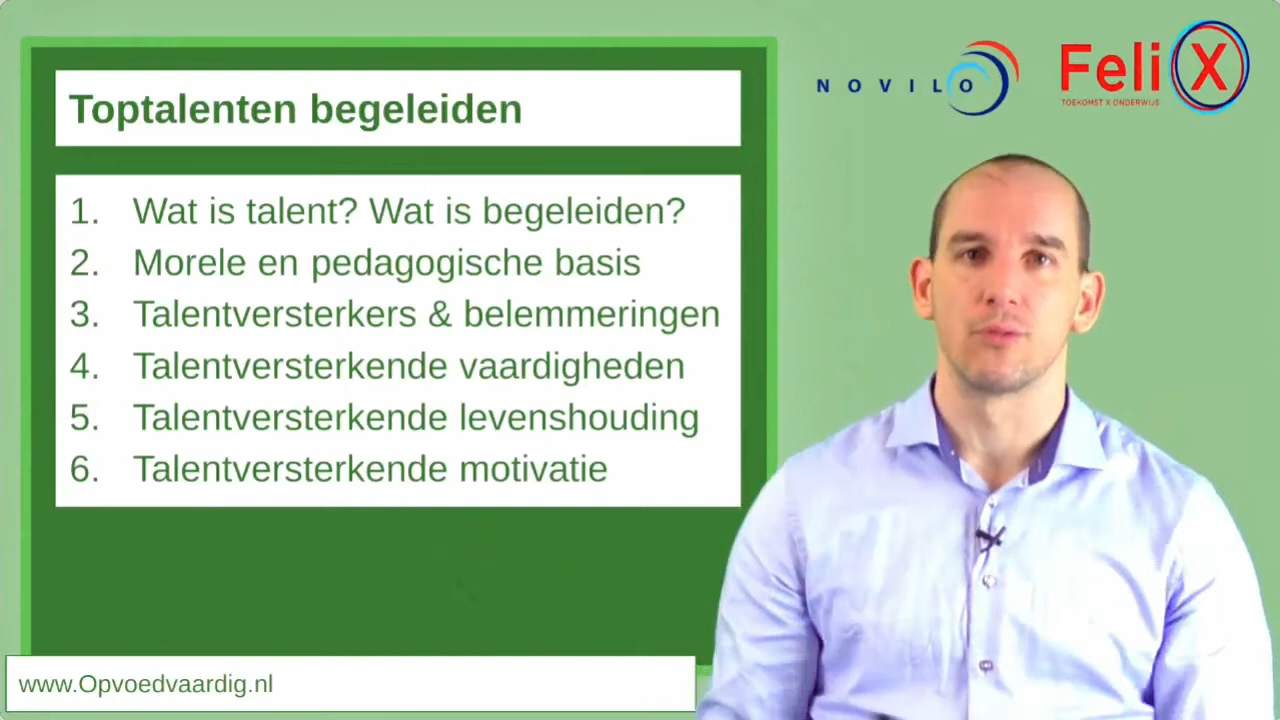 NOVILO
FeliX
TOEKOMST X ONDERWIJS
Toptalenten begeleiden
1. Wat is talent? Wat is begeleiden?
2. Morele en pedagogische basis
3. Talentversterkers & belemmeringen
4. Talentversterkende vaardigheden
5. Talentversterkende levenshouding
6. Talentversterkende motivatie
www.Opvoedvaardig.nl